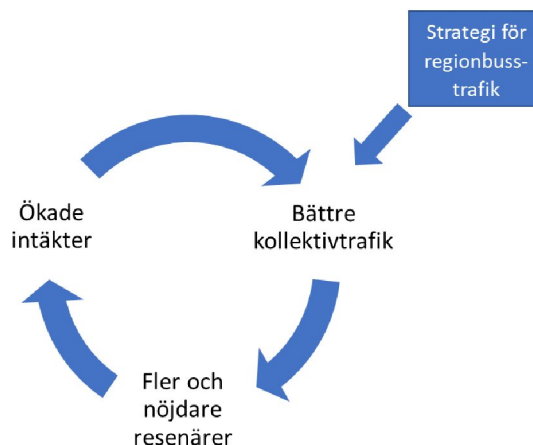 Strategi för
regionbuss-
trafik
Bättre
kollektivtrafik
Fler och
nöjdare
resenärer
Ökade
intäkter